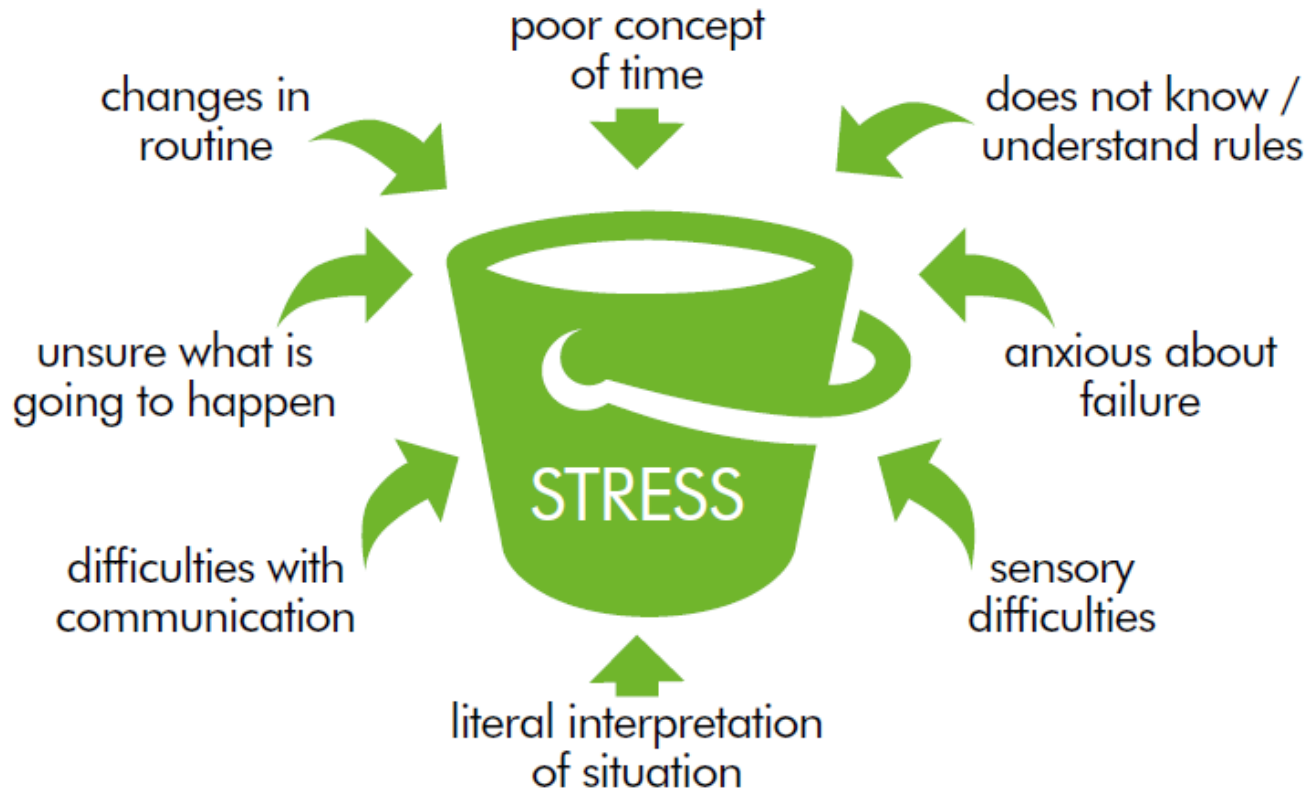 poor concept
of time
changes in
routine
does not know /
understand rules
unsure what is
going to happen
anxious about
failure
STRESS
difficulties with
communication
sensory
difficulties
literal interpretation
of situation